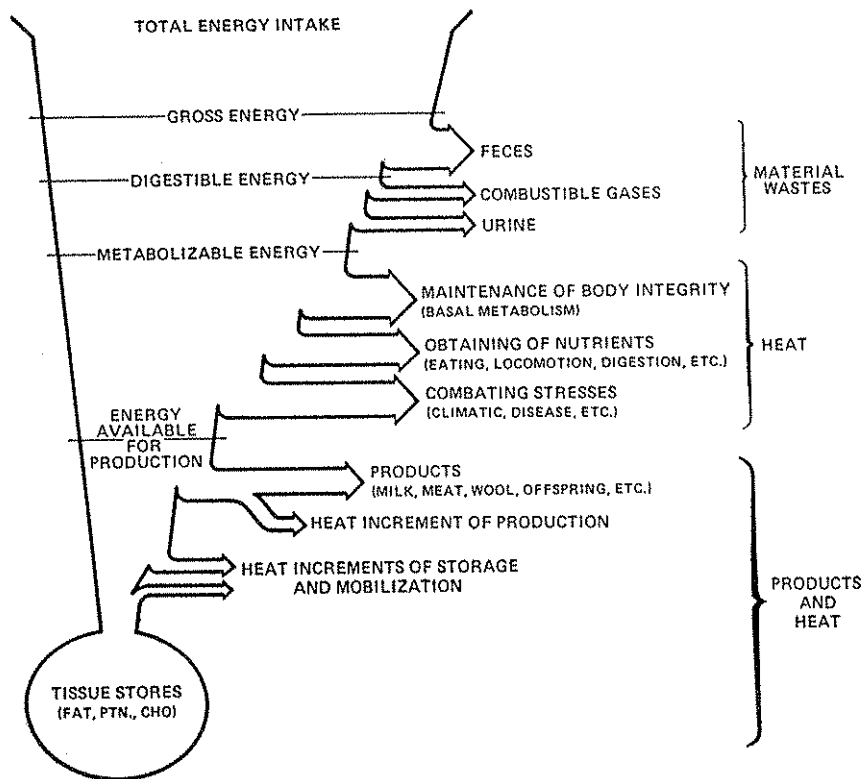 TOTAL ENERGY INTAKE
GROSS ENERGY
FECES
DIGESTIBLE ENERGY
COMBUSTIBLE GASES
URINE
MATERIAL
WASTES
METABOLIZABLE ENERGY
MAINTENANCE OF BODY INTEGRITY
(BASAL METABOLISM)
OBTAINING OF NUTRIENTS
(EATING, LOCOMOTION, DIGESTION, ETC.)
HEAT
COMBATING STRESSES
(CLIMATIC, DISEASE, ETC.)
ENERGY
AVAILABLE
FOR
PRODUCTION
PRODUCTS
(MILK, MEAT, WOOL, OFFSPRING, ETC.)
HEAT INCREMENT OF PRODUCTION
HEAT INCREMENTS OF STORAGE
AND MOBILIZATION
PRODUCTS
AND
HEAT
TISSUE STORES
(FAT, PTN., CHO)